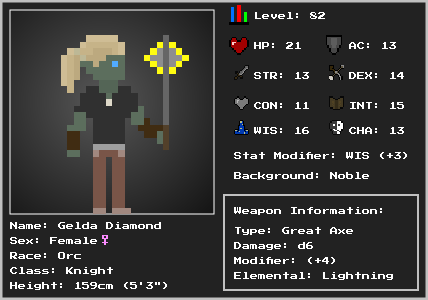 Level: 82
HP: 21 AC: 13
STR: 13 DEX: 14
CON: 11 INT: 15
WIS: 16 CHA: 13
Stat Modifier: WIS (+3)
Background: Noble
Name: Gelda Diamond
Sex: Female♀
Race: Orc
Class: Knight
Height: 159cm (5'3")
Weapon Information:
Type: Great Axe
Damage: d6
Modifier: (+4)
Elemental: Lightning